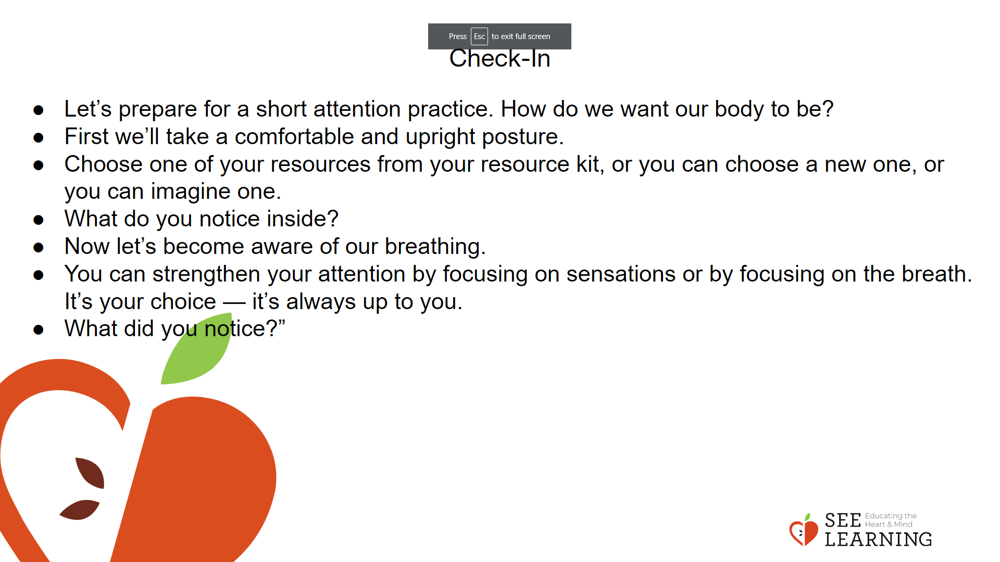 Press Esc to exit full screen
Check-In
● Let’s prepare for a short attention practice. How do we want our body to be?
● First we’ll take a comfortable and upright posture.
● Choose one of your resources from your resource kit, or you can choose a new one, or
you can imagine one.
● What do you notice inside?
● Now let’s become aware of our breathing.
● You can strengthen your attention by focusing on sensations or by focusing on the breath.
It’s your choice — it’s always up to you.
● What did you notice?”
SEE
Educating the
Heart & Mind
LEARNING